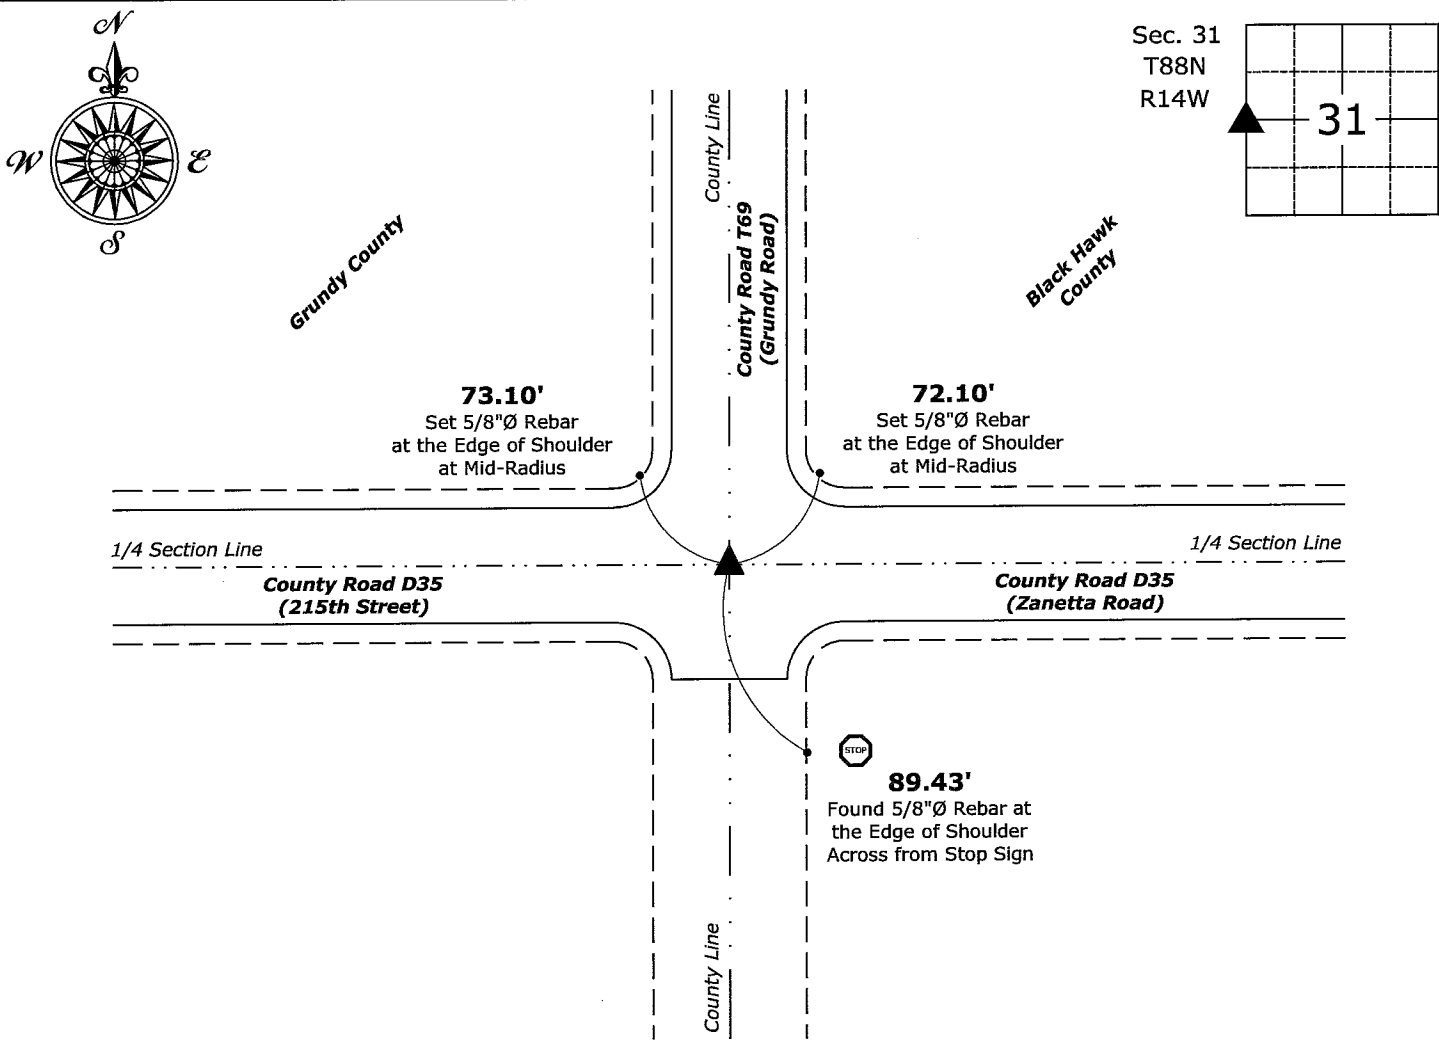 N
W
E
S
Sec. 31
T88N
R14W
31
County Line
County Road T69
(Grundy Road)
Grundy County
Black Hawk
County
73.10'
Set 5/8"Ø Rebar
at the Edge of Shoulder
at Mid-Radius
72.10'
Set 5/8"Ø Rebar
at the Edge of Shoulder
at Mid-Radius
1/4 Section Line
1/4 Section Line
County Road D35
(215th Street)
County Road D35
(Zanetta Road)
STOP
89.43'
Found 5/8"Ø Rebar at
the Edge of Shoulder
Across from Stop Sign
County Line